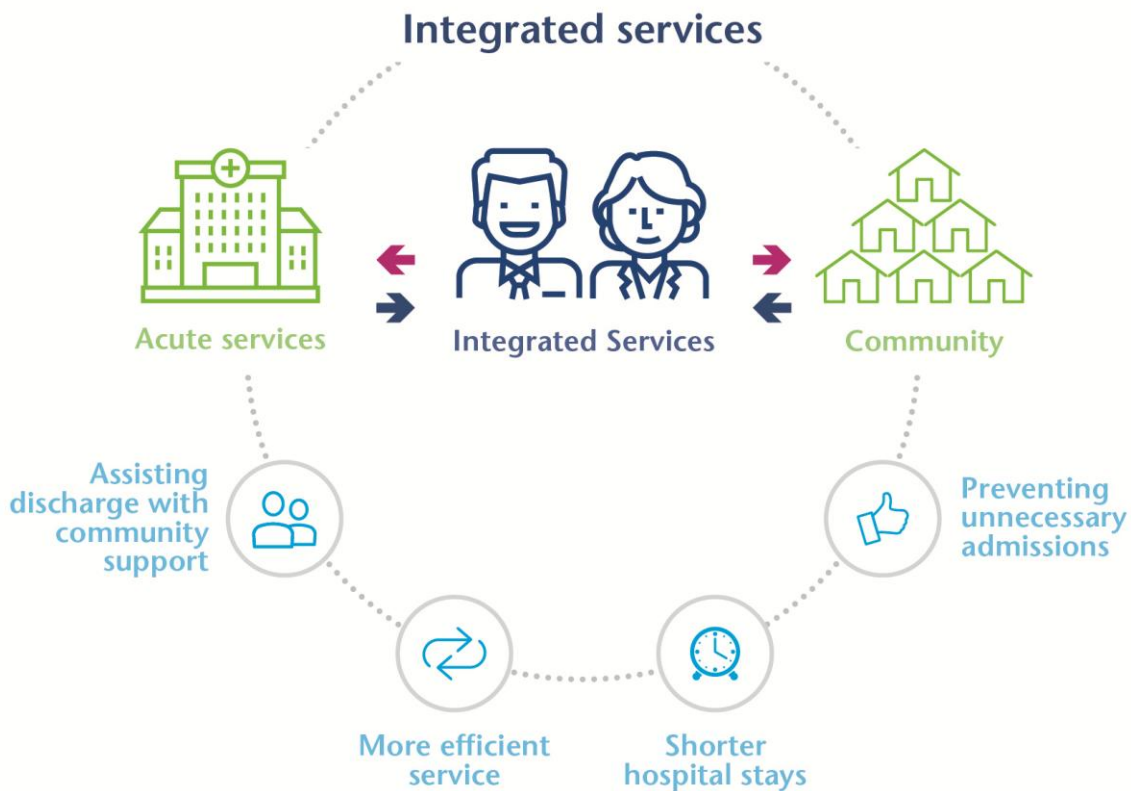 Integrated services
Acute services
Integrated Services
Community
Assisting
discharge with
community
support
Preventing
unnecessary
admissions
More efficient
service
Shorter
hospital stays